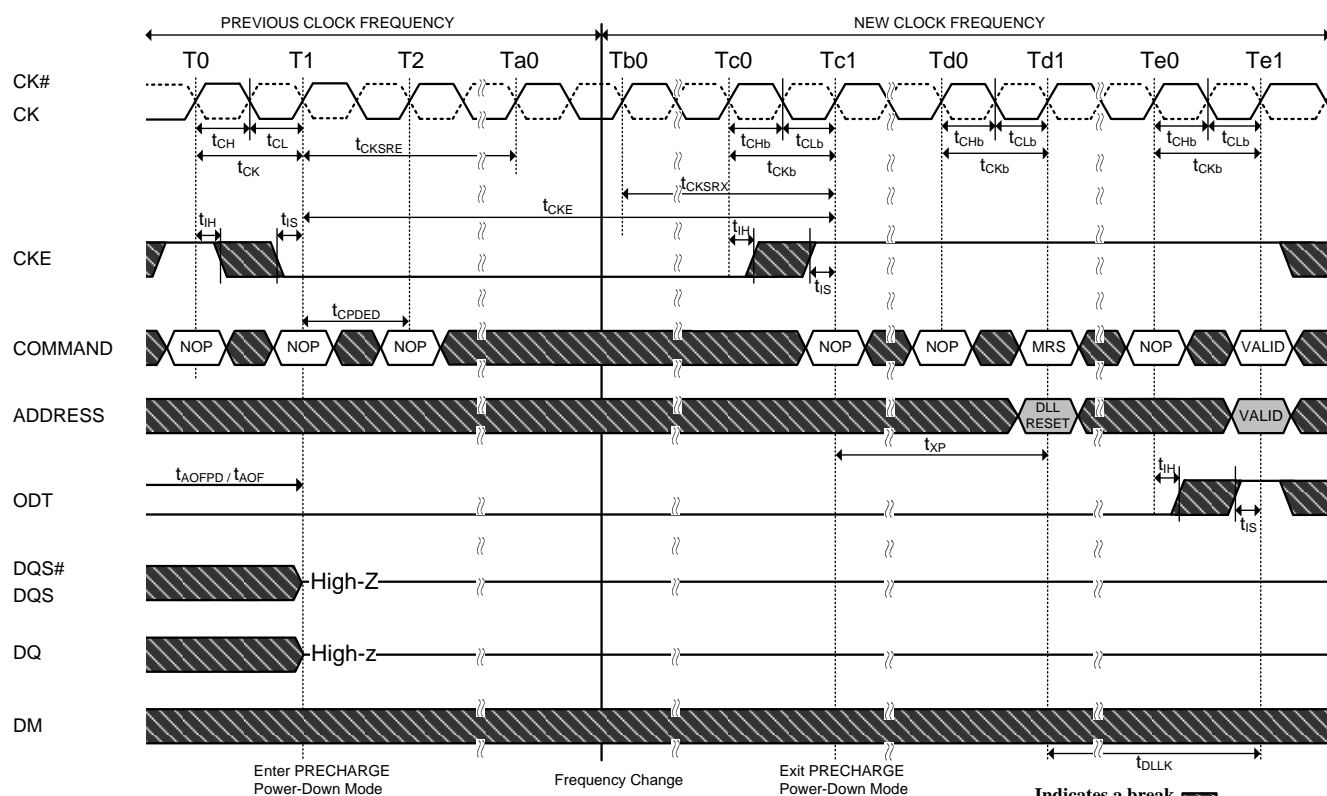 PREVIOUS CLOCK FREQUENCY
NEW CLOCK FREQUENCY
T0 T1 T2 Ta0 Tb0 Tc0 Tc1 Td0 Td1 Te0 Te1
CK#
CK
tCH tCL tCKSRE tCHb tCLb tCHb tCLb tCHb tCLb
tCK tCKb tCKb tCKb
tCKSRX
tCKE
tIH tIS tIH
CKE
tIS
tCPDED
COMMAND NOP NOP NOP NOP NOP MRS NOP VALID
ADDRESS DLL RESET VALID
tXP
tAOFPD / tAOF tIH
ODT
tIS
DQS#
DQS
High-Z
DQ High-z
DM
tDLLK
Enter PRECHARGE
Power-Down Mode
Frequency Change
Exit PRECHARGE
Power-Down Mode
Indicates a break